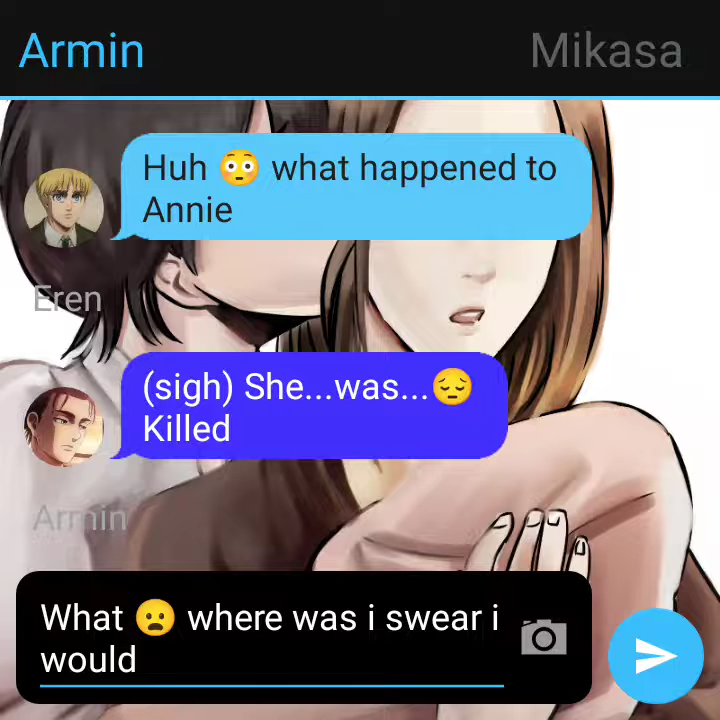 Armin Mikasa
Huh 😳 what happened to
Annie
Eren
(sigh) She...was...😔
Killed
Armin
What 😦 where was i swear i
would